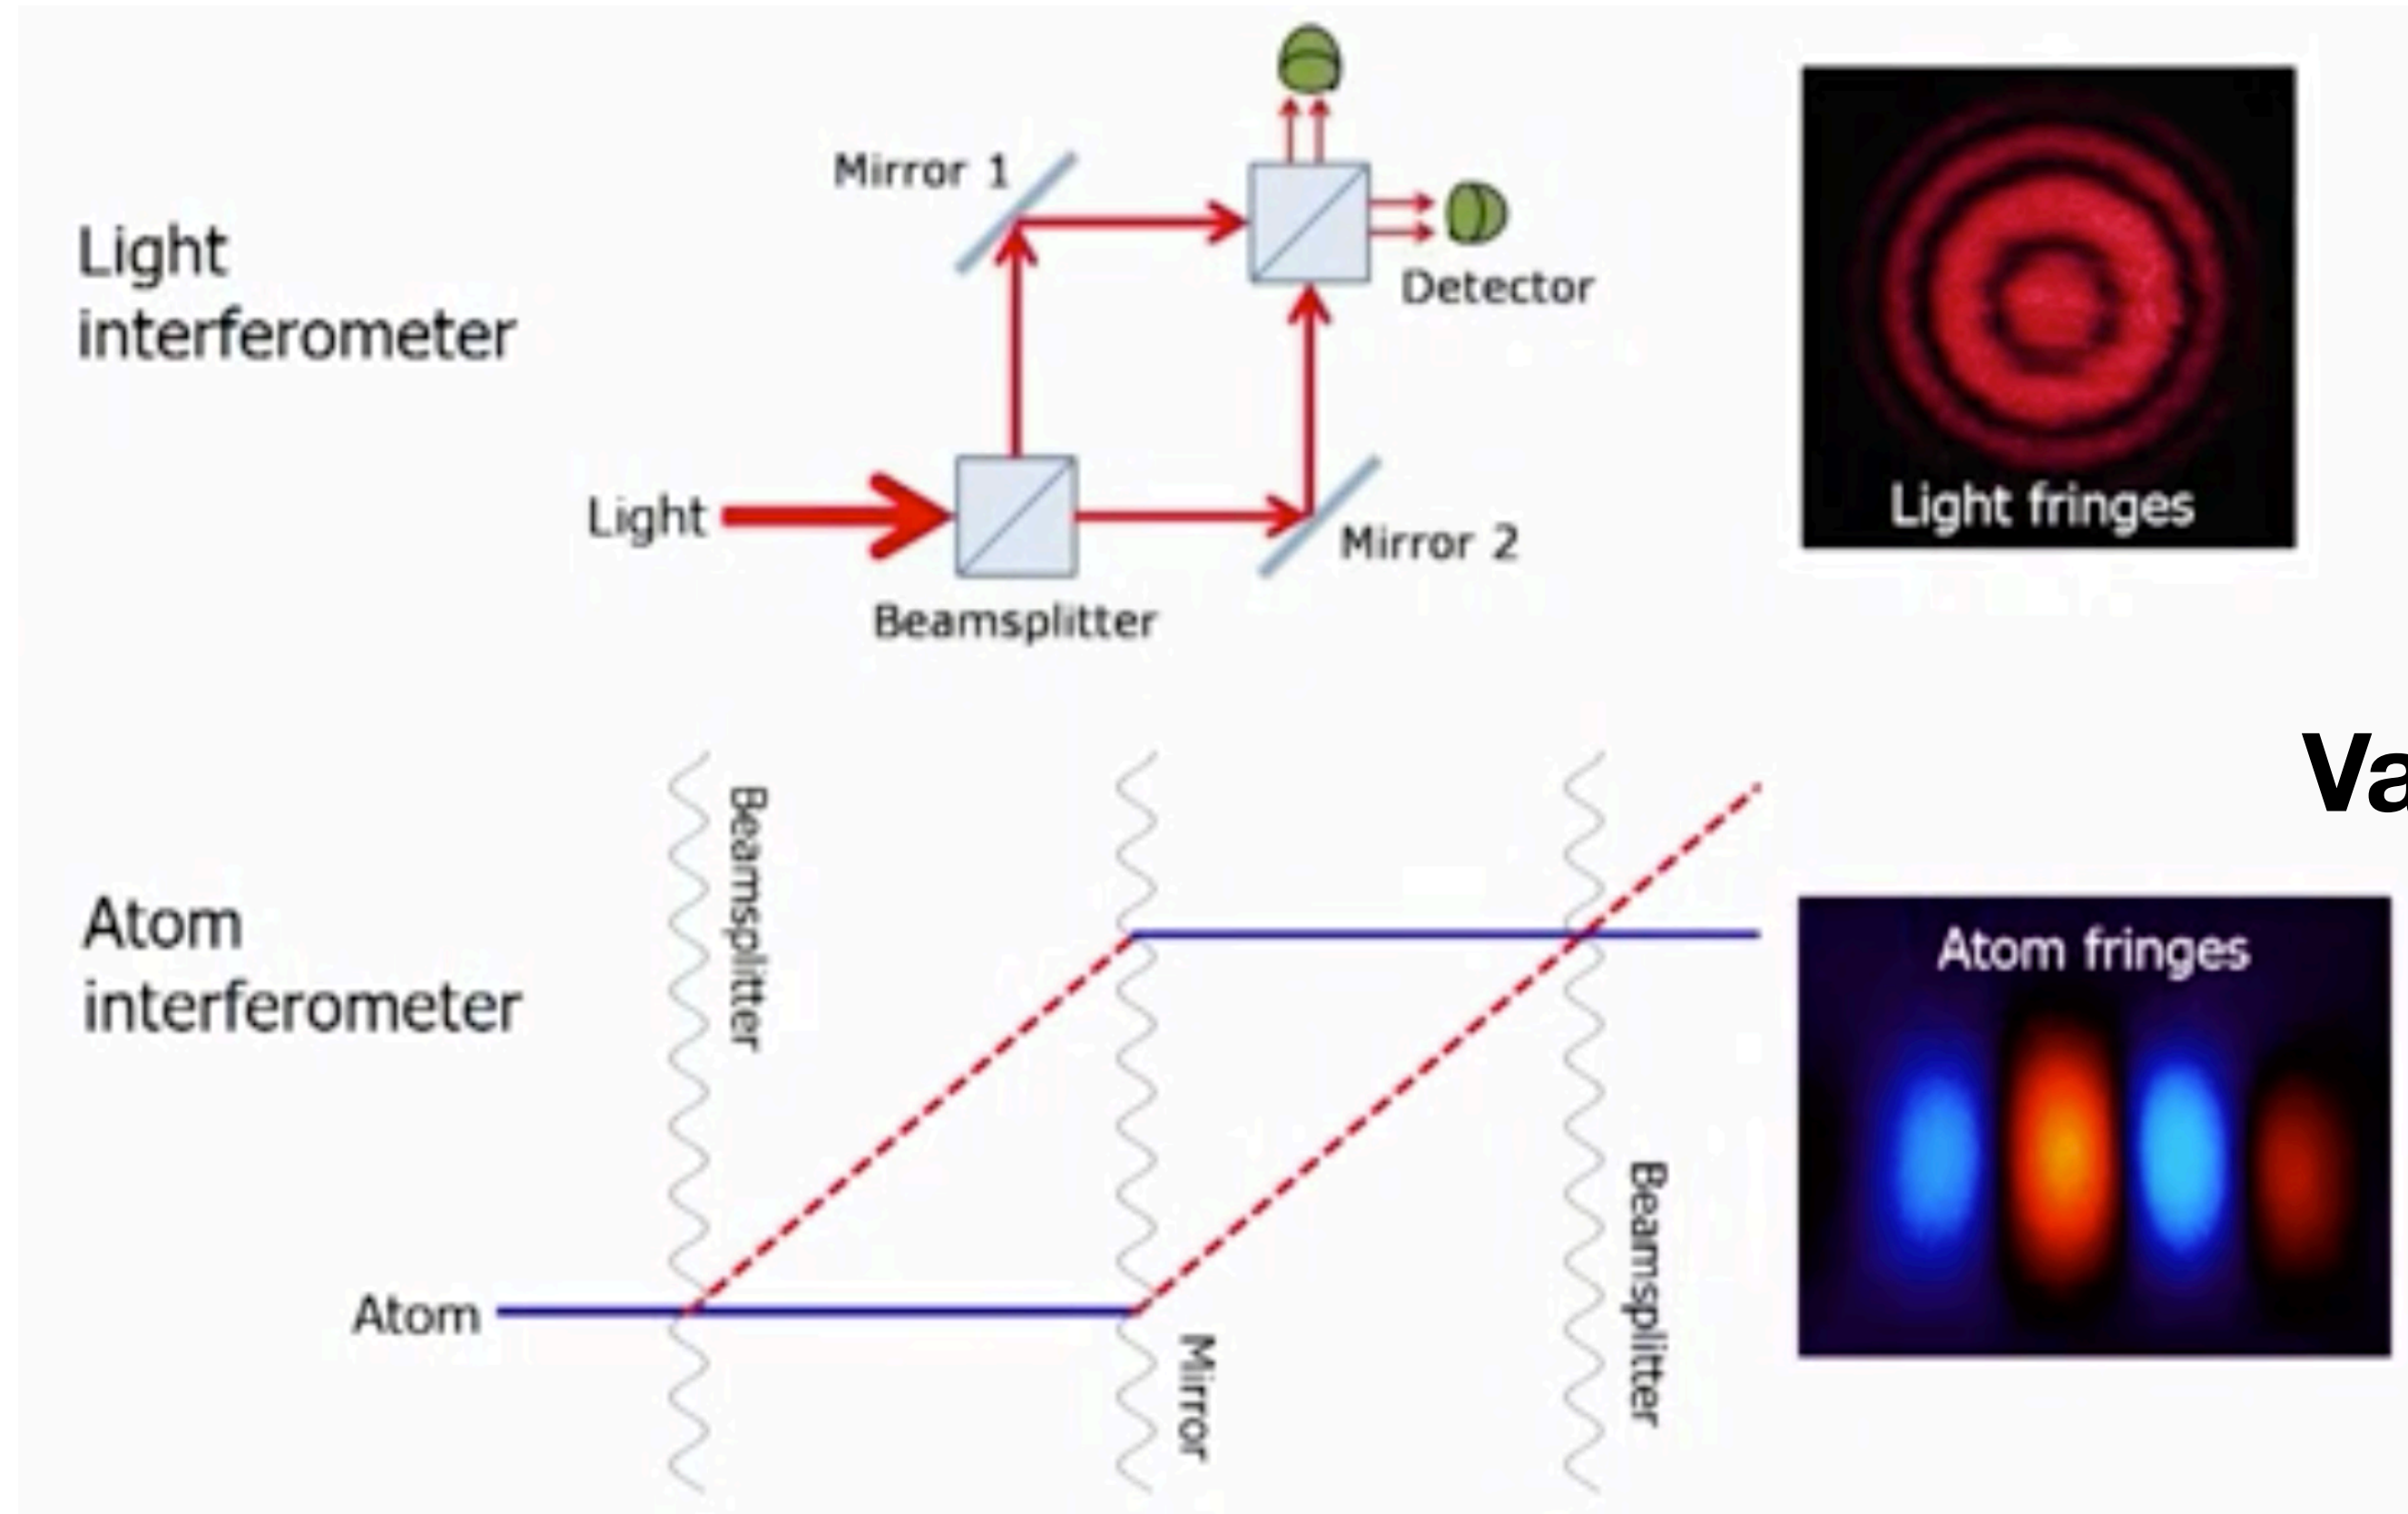 Mirror 1
Light
interferometer
Detector
Light
Mirror 2
Beamsplitter
Light fringes
Va
Beamsplitter
Atom
interferometer
Atom fringes
Beamsplitter
Atom
Mirror